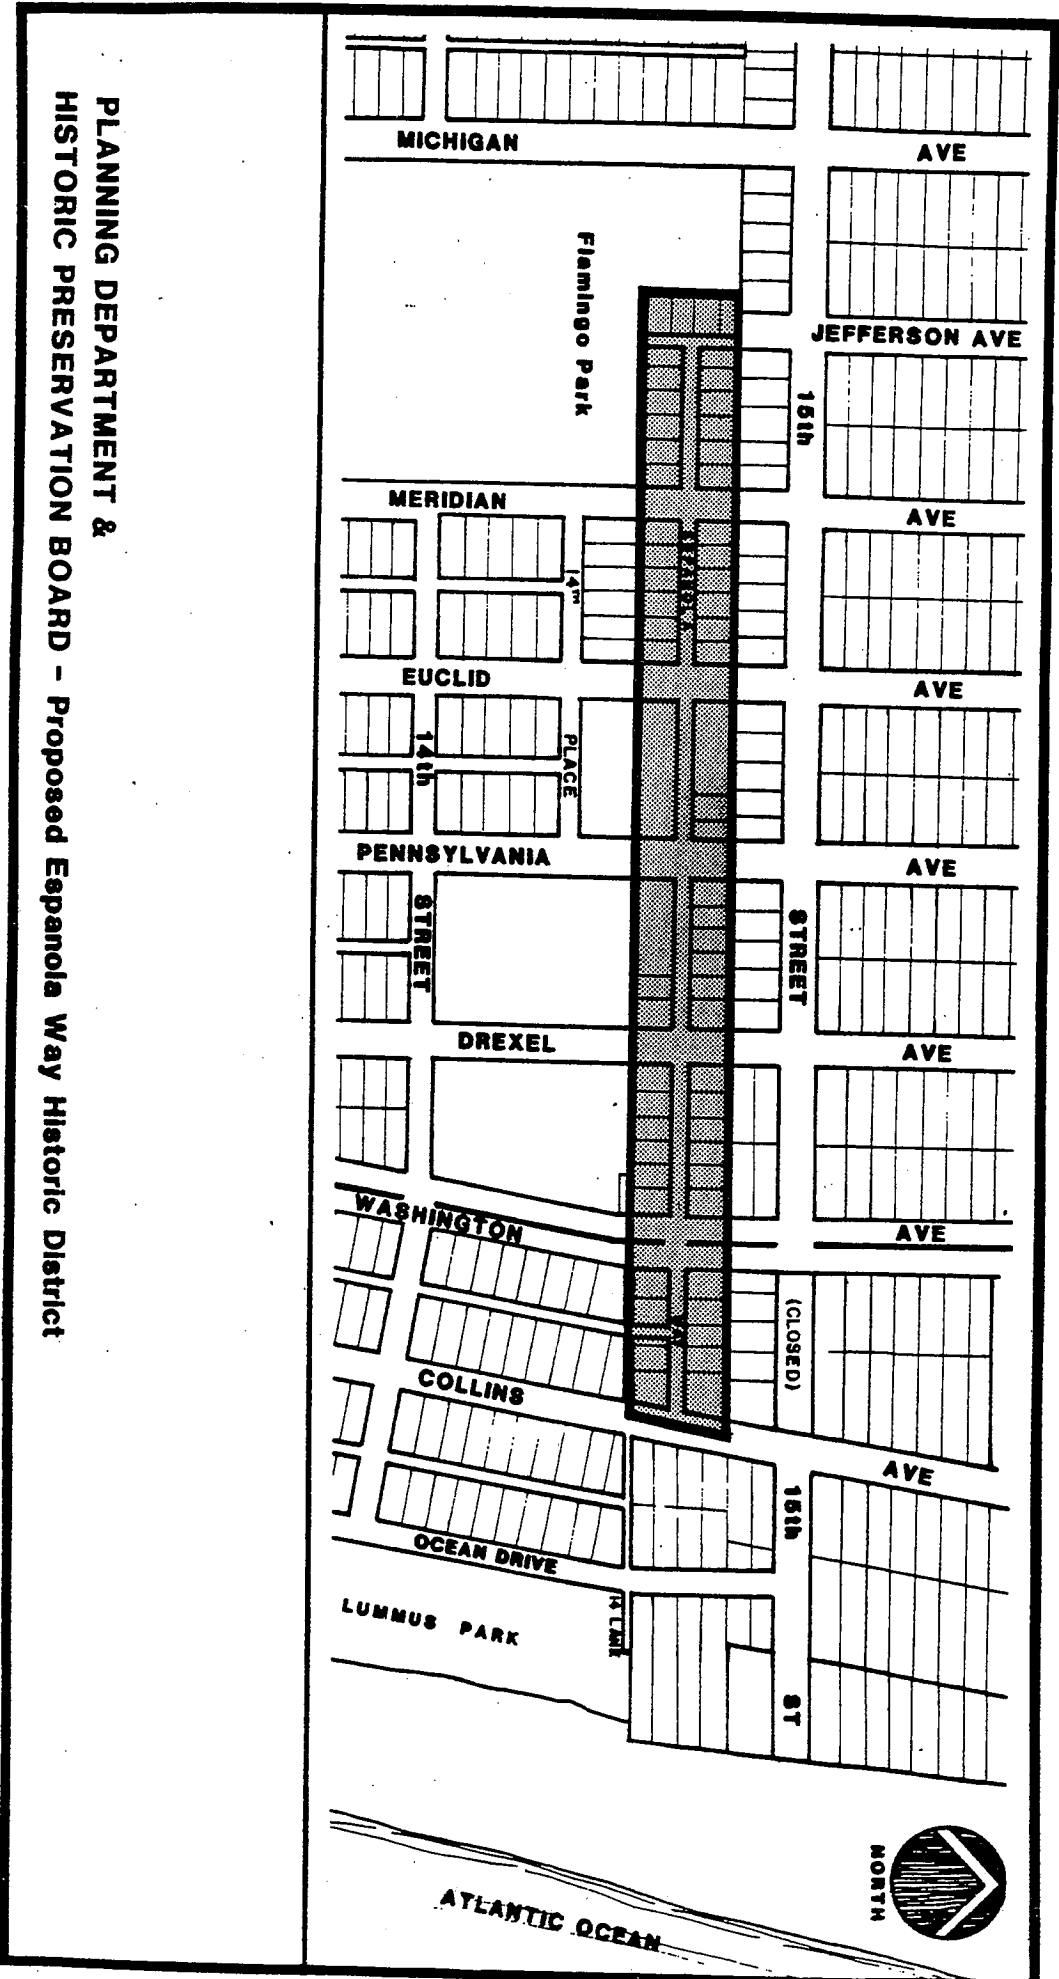 MICHIGAN AVE
Flamingo Park
JEFFERSON AVE
15th
MERIDIAN AVE
ESPANOLA
14TH
EUCLID AVE
14th
PLACE
PENNSYLVANIA AVE
STREET
STREET
DREXEL AVE
WASHINGTON AVE
(CLOSED)
WAY
COLLINS AVE
15th
OCEAN DRIVE
14 LANE
LUMMUS PARK
ST
NORTH
ATLANTIC OCEAN
PLANNING DEPARTMENT &
HISTORIC PRESERVATION BOARD - Proposed Espanola Way Historic District